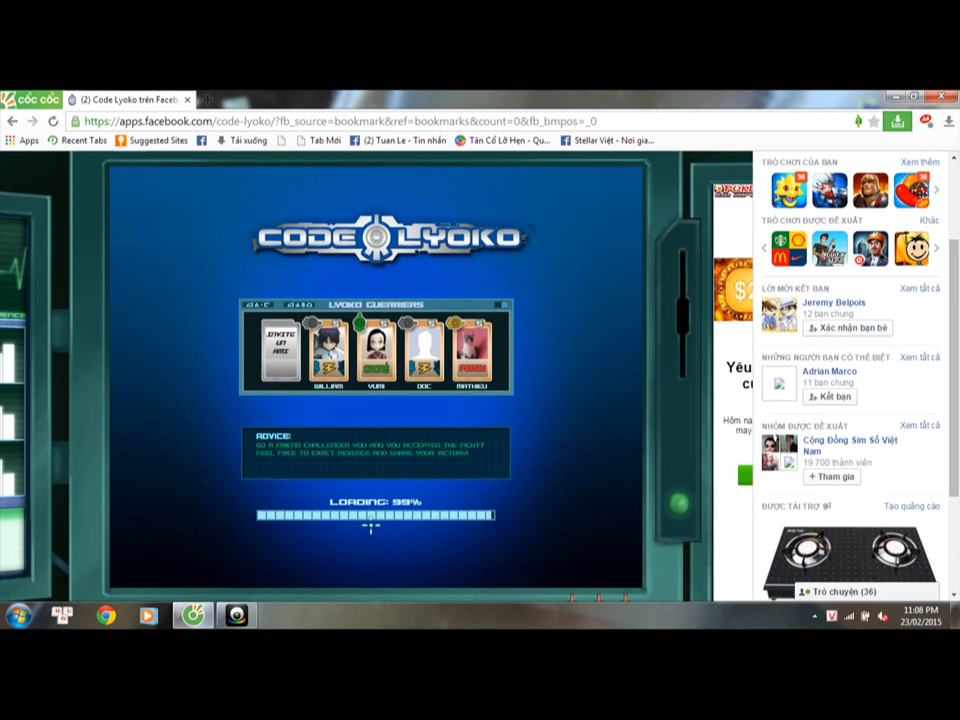 cốc cốc
(2) Code Lyoko trên Faceb
https://apps.facebook.com/code-lyoko/?fb_source=bookmark&ref=bookmarks&count=0&fb_bmpos=_0
Apps
Recent Tabs
Suggested Sites
Tải xuống
Tab Mới
(2) Tuan Le - Tin nhắn
Tán Cổ Lỡ Hẹn - Qu...
Stellar Việt - Nơi gia...
CODE LYOKO
LYOKO GUERRIERS
INVITE
UN
AMI
WILLIAM
YUMI
DOC
MATHIEU
ADVICE:
SO A FRIEND CHALLENGED YOU AND YOU ACCEPTED THE FIGHT?
FEEL FREE TO EXACT REVENGE AND SHARE YOUR VICTORY!
LOADING: 99%
Yêu
Hôm na
may
TRÒ CHƠI CỦA BẠN
Xem thêm
36
36
TRÒ CHƠI ĐƯỢC ĐỀ XUẤT
Khác
LỜI MỜI KẾT BẠN
Xem tất cả
Jeremy Belpois
12 bạn chung
Xác nhận bạn bè
NHỮNG NGƯỜI BẠN CÓ THỂ BIẾT
Xem tất cả
Adrian Marco
11 bạn chung
Kết bạn
NHÓM ĐƯỢC ĐỀ XUẤT
Xem tất cả
Cộng Đồng Sim Số Việt
Nam
19.700 thành viên
+ Tham gia
ĐƯỢC TÀI TRỢ
Tạo quảng cáo
Trò chuyện (36)
11:08 PM
23/02/2015